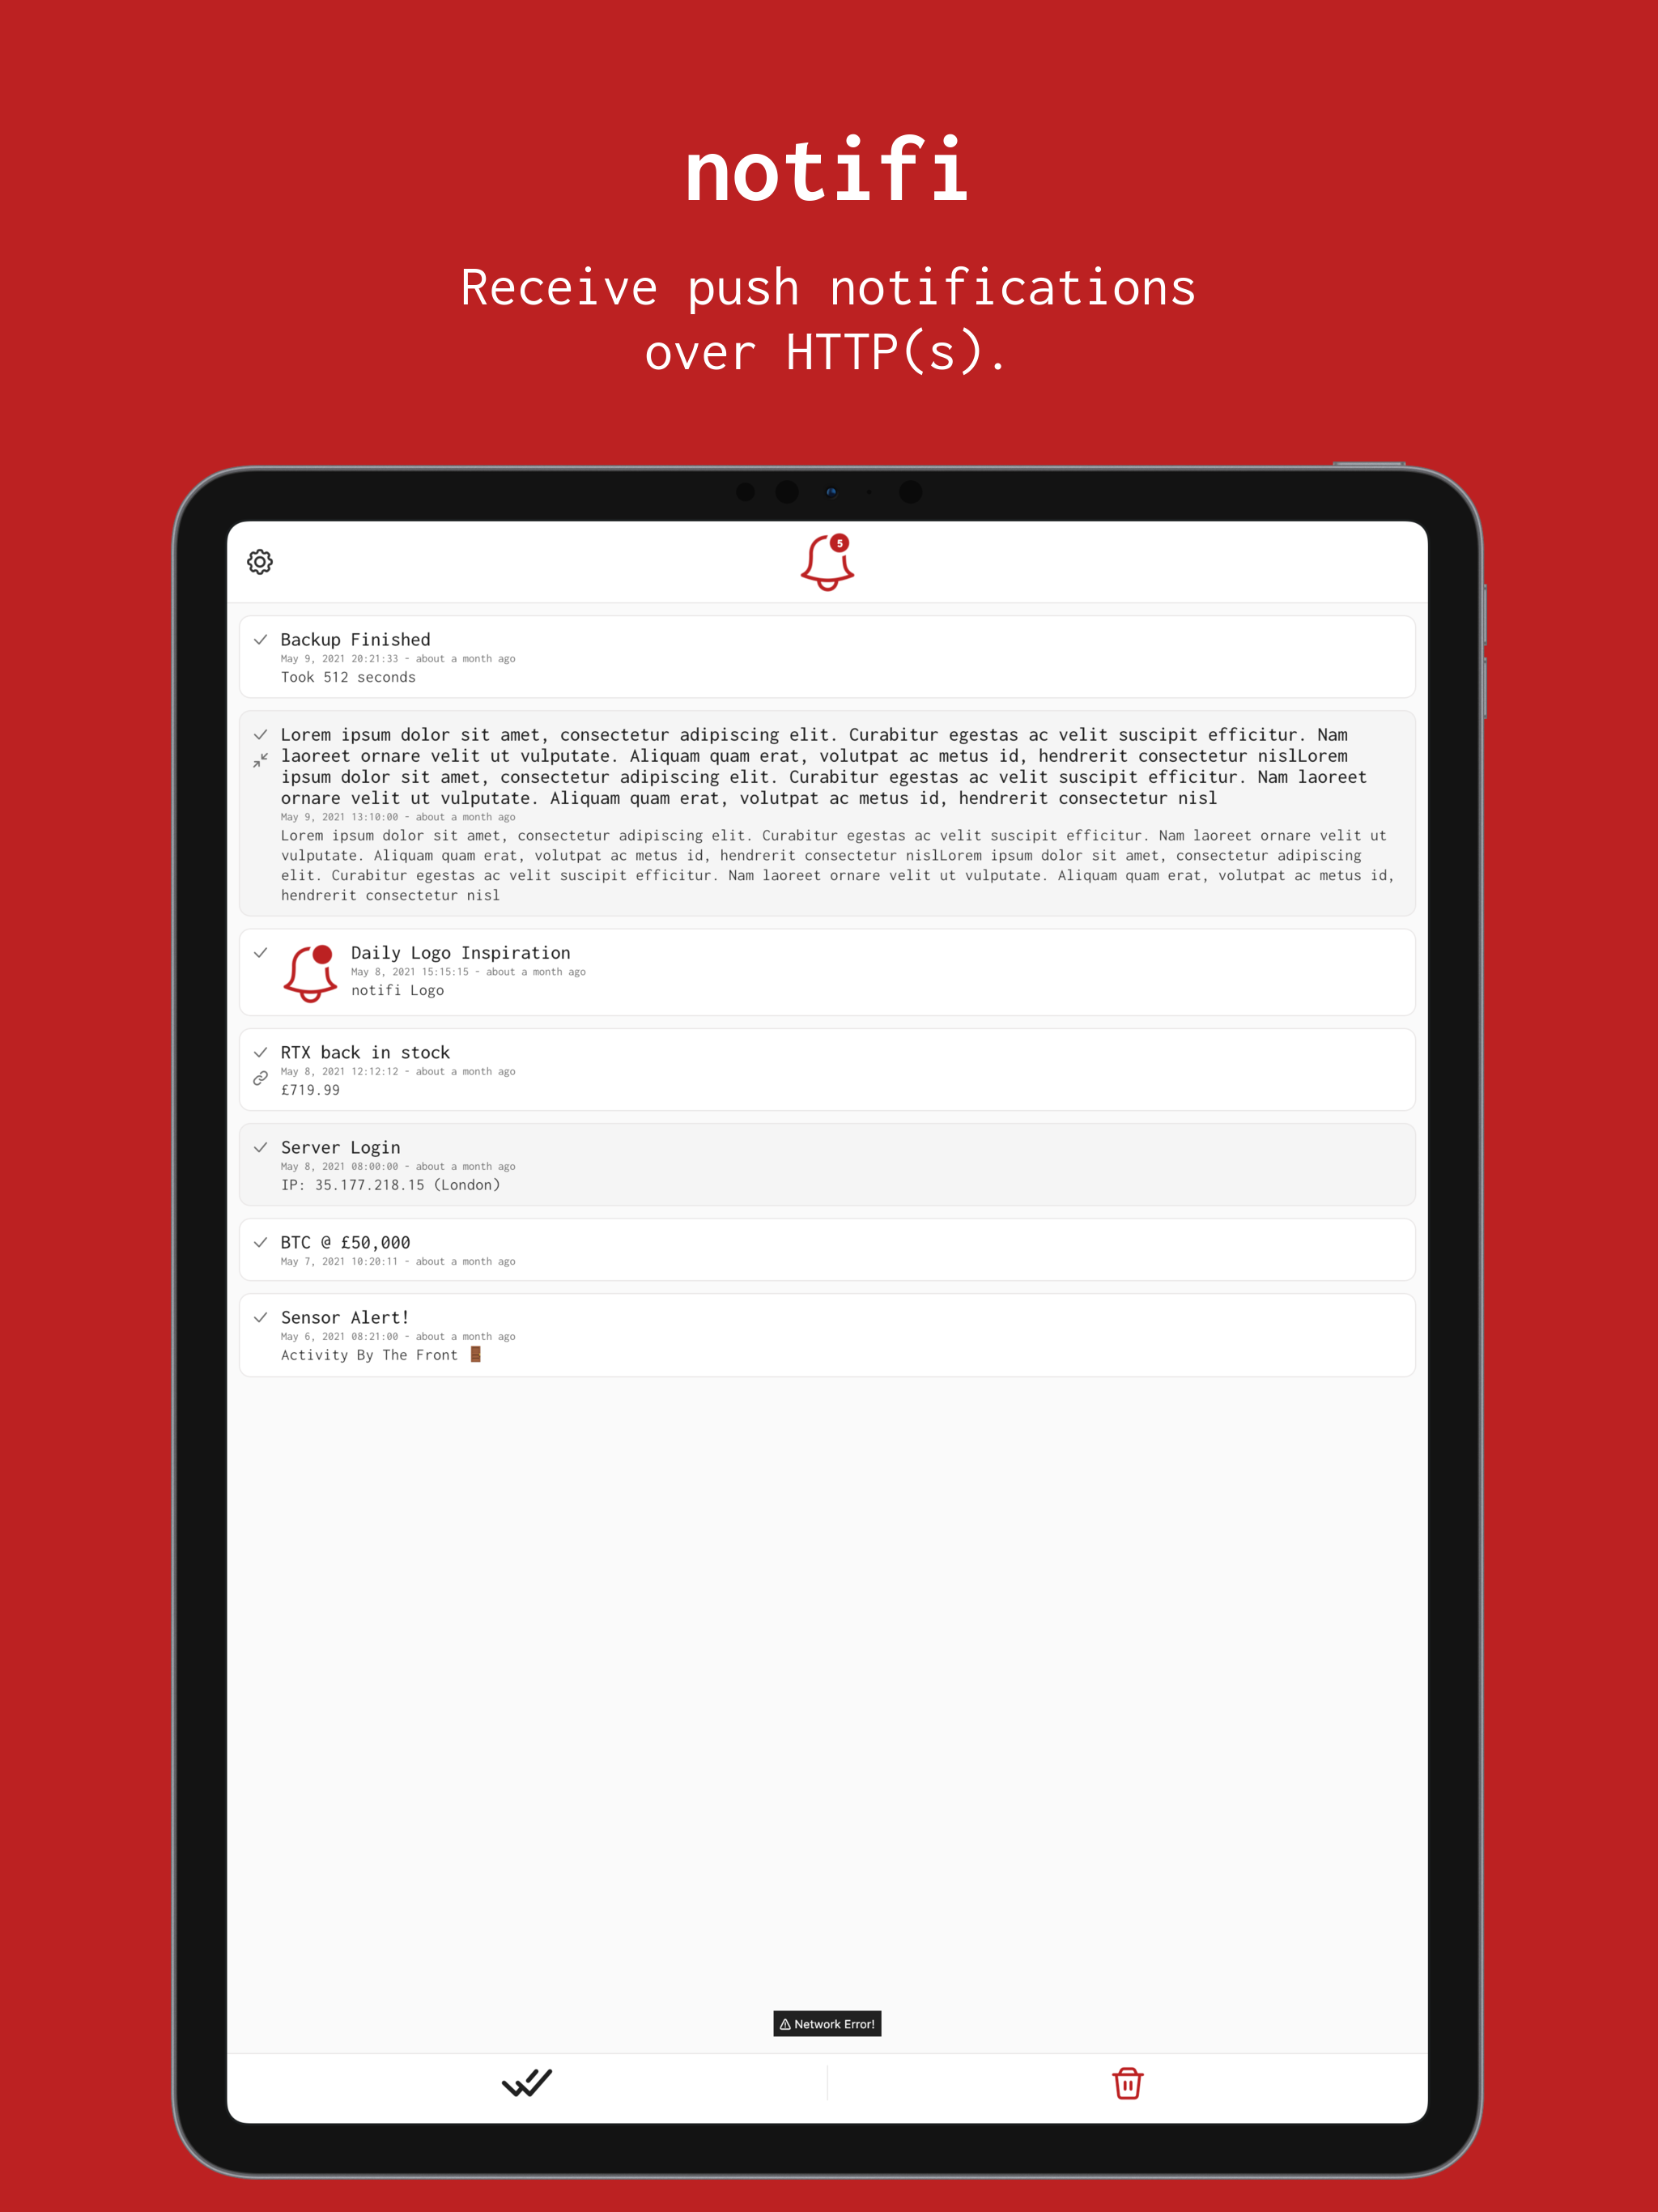 notifi
Receive push notifications
over HTTP(s).
5
Backup Finished
May 9, 2021 20:21:33 - about a month ago
Took 512 seconds
Lorem ipsum dolor sit amet, consectetur adipiscing elit. Curabitur egestas ac velit suscipit efficitur. Nam
laoreet ornare velit ut vulputate. Aliquam quam erat, volutpat ac metus id, hendrerit consectetur nislLorem
ipsum dolor sit amet, consectetur adipiscing elit. Curabitur egestas ac velit suscipit efficitur. Nam laoreet
ornare velit ut vulputate. Aliquam quam erat, volutpat ac metus id, hendrerit consectetur nisl
May 9, 2021 13:10:00 - about a month ago
Lorem ipsum dolor sit amet, consectetur adipiscing elit. Curabitur egestas ac velit suscipit efficitur. Nam laoreet ornare velit ut
vulputate. Aliquam quam erat, volutpat ac metus id, hendrerit consectetur nislLorem ipsum dolor sit amet, consectetur adipiscing
elit. Curabitur egestas ac velit suscipit efficitur. Nam laoreet ornare velit ut vulputate. Aliquam quam erat, volutpat ac metus id,
hendrerit consectetur nisl
Daily Logo Inspiration
May 8, 2021 15:15:15 - about a month ago
notifi Logo
RTX back in stock
May 8, 2021 12:12:12 - about a month ago
£719.99
Server Login
May 8, 2021 08:00:00 - about a month ago
IP: 35.177.218.15 (London)
BTC @ £50,000
May 7, 2021 10:20:11 - about a month ago
Sensor Alert!
May 6, 2021 08:21:00 - about a month ago
Activity By The Front 🚪
Network Error!